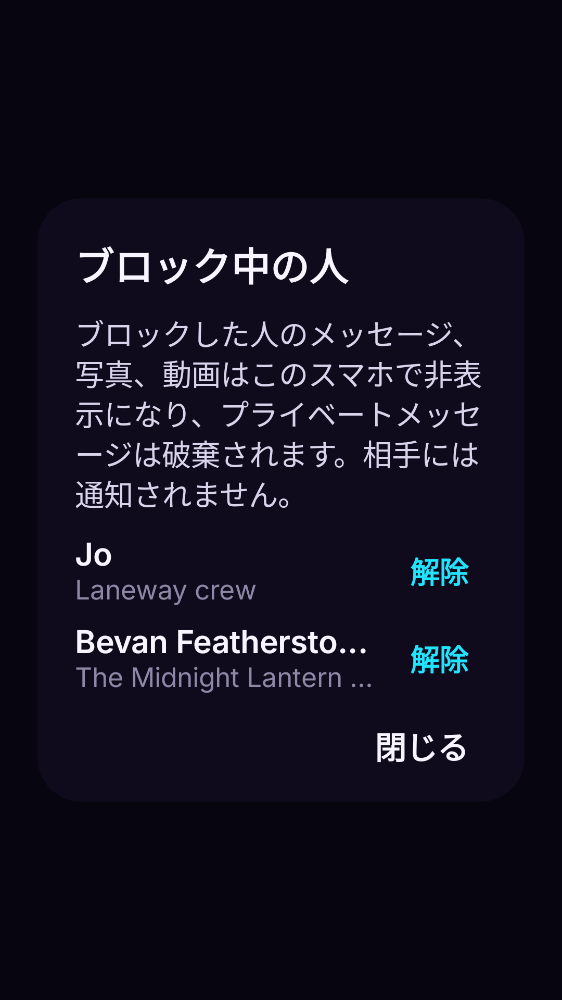 ブロック中の人
ブロックした人のメッセージ、
写真、動画はこのスマホで非表
示になり、プライベートメッセ
ージは破棄されます。相手には
通知されません。
Jo
Laneway crew
解除
Bevan Feathersto...
The Midnight Lantern ...
解除
閉じる